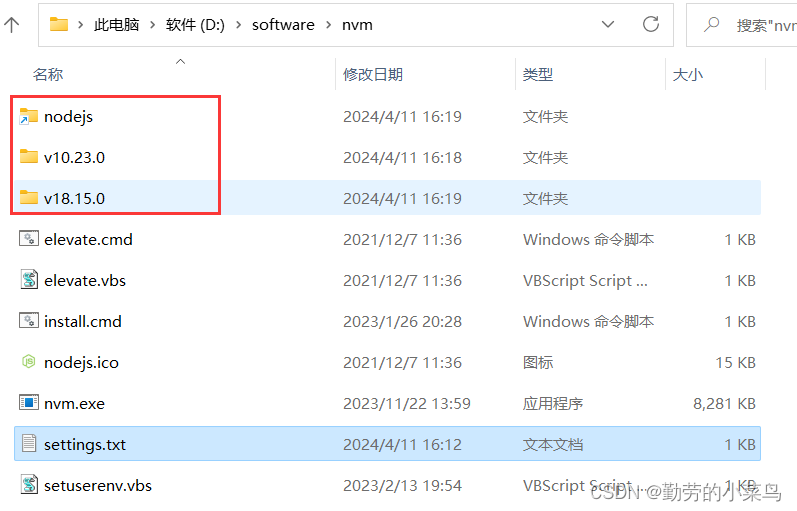 此电脑 > 软件 (D:) > software > nvm 搜索"nvm
名称 修改日期 类型 大小
nodejs 2024/4/11 16:19 文件夹
v10.23.0 2024/4/11 16:18 文件夹
v18.15.0 2024/4/11 16:19 文件夹
elevate.cmd 2021/12/7 11:36 Windows 命令脚本 1 KB
elevate.vbs 2021/12/7 11:36 VBScript Script ... 1 KB
install.cmd 2023/1/26 20:28 Windows 命令脚本 1 KB
nodejs.ico 2021/12/7 11:36 图标 15 KB
nvm.exe 2023/11/22 13:59 应用程序 8,281 KB
settings.txt 2024/4/11 16:12 文本文档 1 KB
setuserenv.vbs 2023/2/13 19:54 VBScript Script ... 1 KB
CSDN @勤劳的小菜鸟